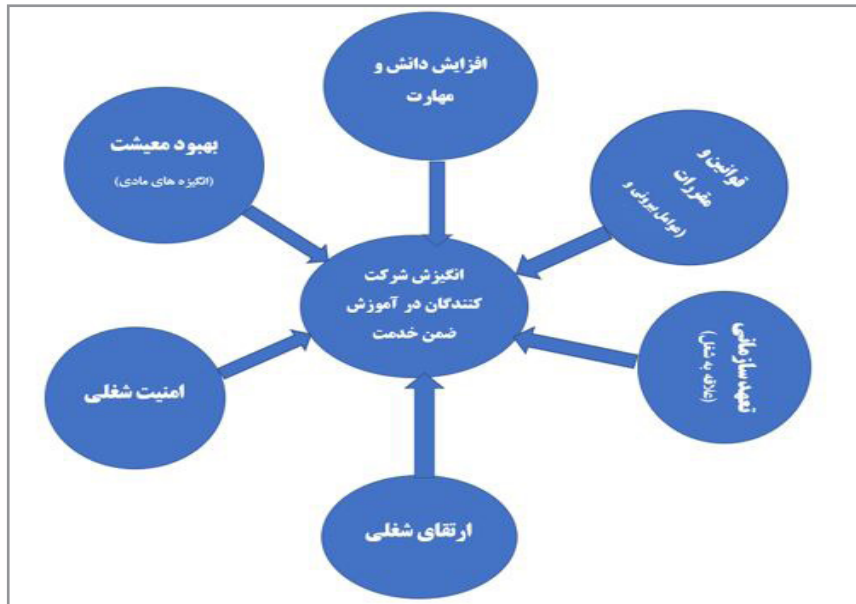 افزایش دانش و
مهارت
قوانین و
مقررات
(عوامل بیرونی و
بهبود معیشت
(انگیزه های مادی)
انگیزش شرکت
کنندگان در آموزش
ضمن خدمت
تعهد سازمانی
(علاقه به شغل)
امنیت شغلی
ارتقای شغلی